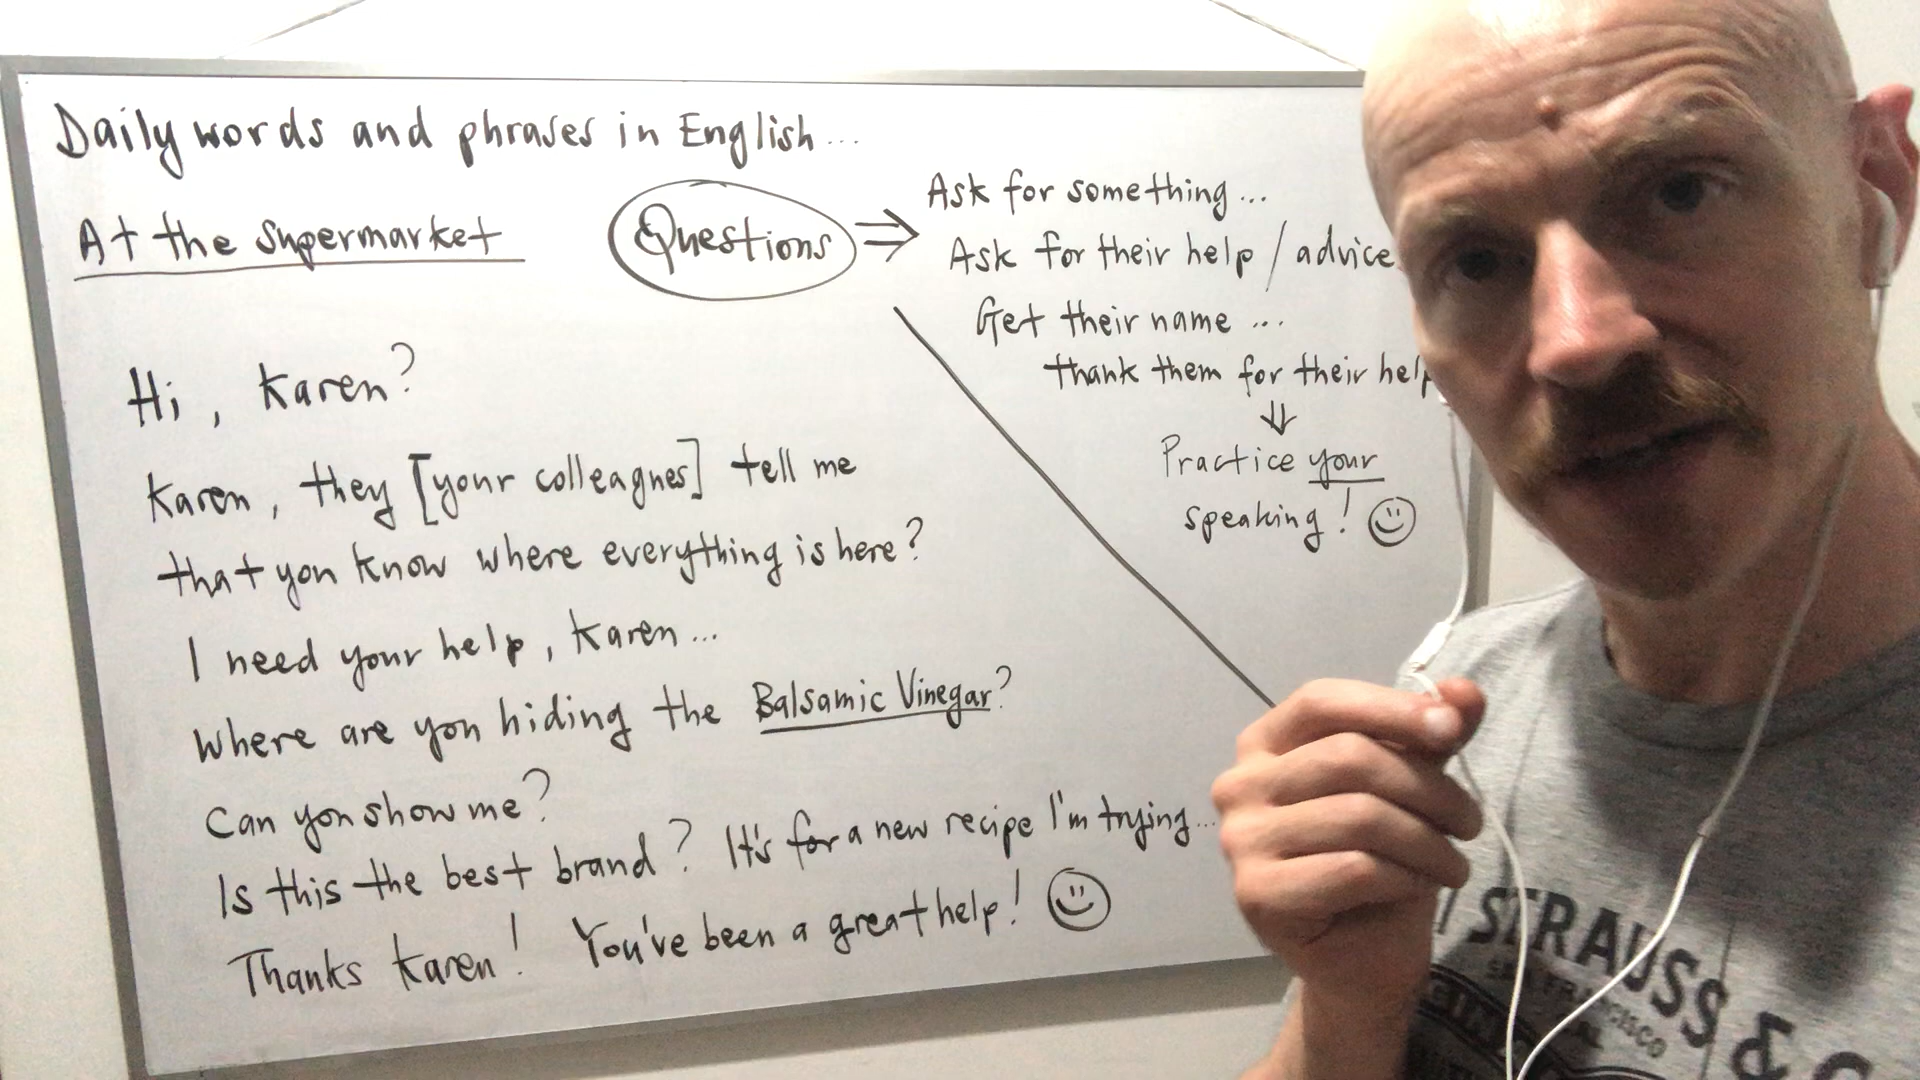 Daily words and phrases in English...
At the supermarket
Questions ⇒
Ask for something...
Ask for their help / advice
Get their name ...
thank them for their help
⇓
Practice your
speaking! ☺
Hi, Karen?
Karen, they [your colleagues] tell me
that you know where everything is here?
I need your help, Karen...
Where are you hiding the Balsamic Vinegar?
Can you show me?
Is this the best brand? It's for a new recipe I'm trying...
Thanks Karen! You've been a great help! ☺
STRAUSS &
SAN FRANCISCO